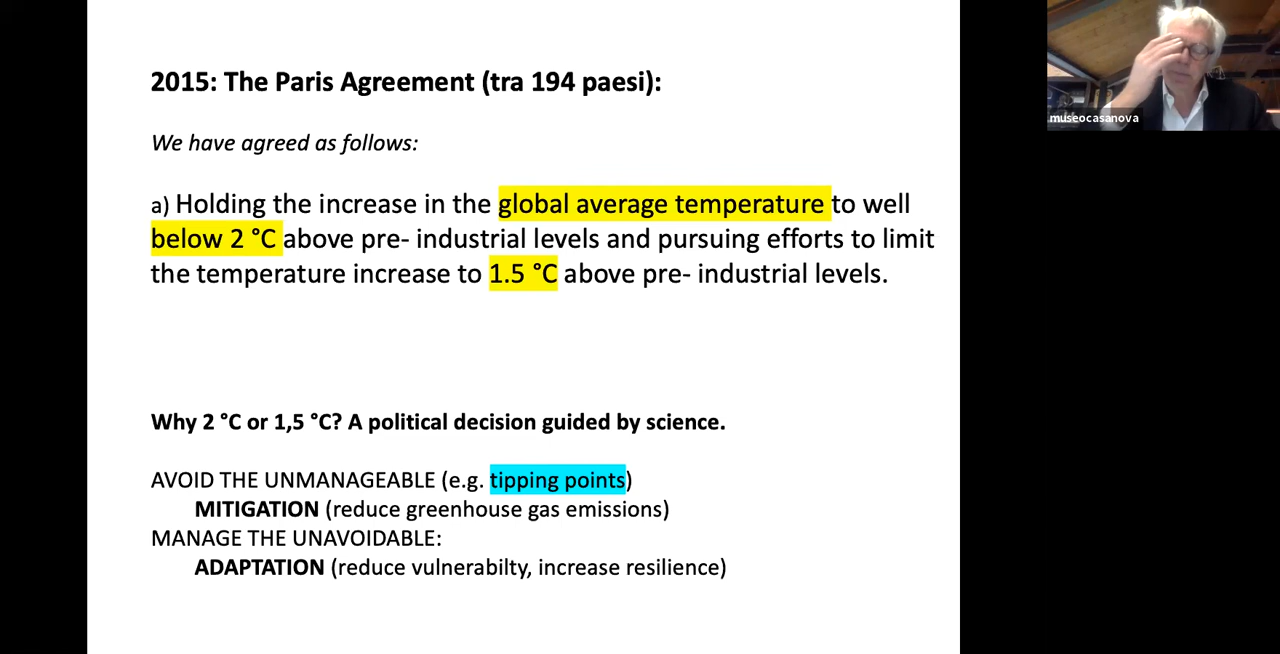 2015: The Paris Agreement (tra 194 paesi):
We have agreed as follows:
a) Holding the increase in the global average temperature to well
below 2 °C above pre- industrial levels and pursuing efforts to limit
the temperature increase to 1.5 °C above pre- industrial levels.
Why 2 °C or 1,5 °C? A political decision guided by science.
AVOID THE UNMANAGEABLE (e.g. tipping points)
MITIGATION (reduce greenhouse gas emissions)
MANAGE THE UNAVOIDABLE:
ADAPTATION (reduce vulnerabilty, increase resilience)
museocasanova